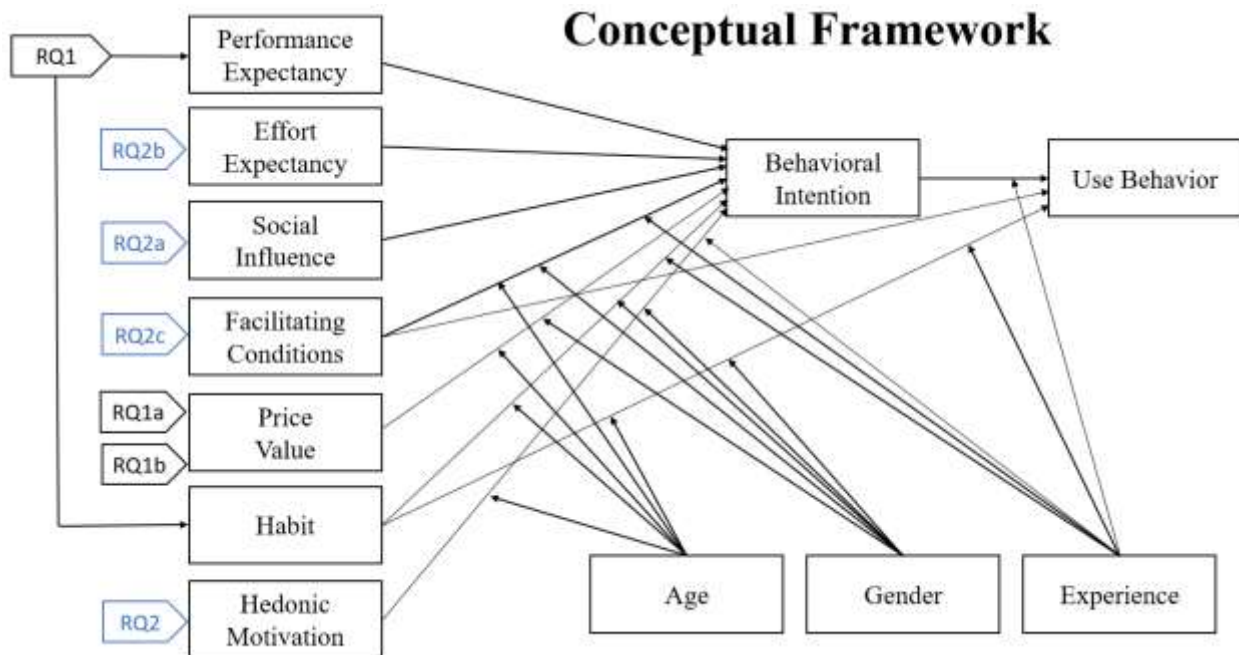 Conceptual Framework
RQ1
Performance
Expectancy
RQ2b
Effort
Expectancy
Behavioral
Intention
Use Behavior
RQ2a
Social
Influence
RQ2c
Facilitating
Conditions
RQ1a
RQ1b
Price
Value
Habit
RQ2
Hedonic
Motivation
Age
Gender
Experience